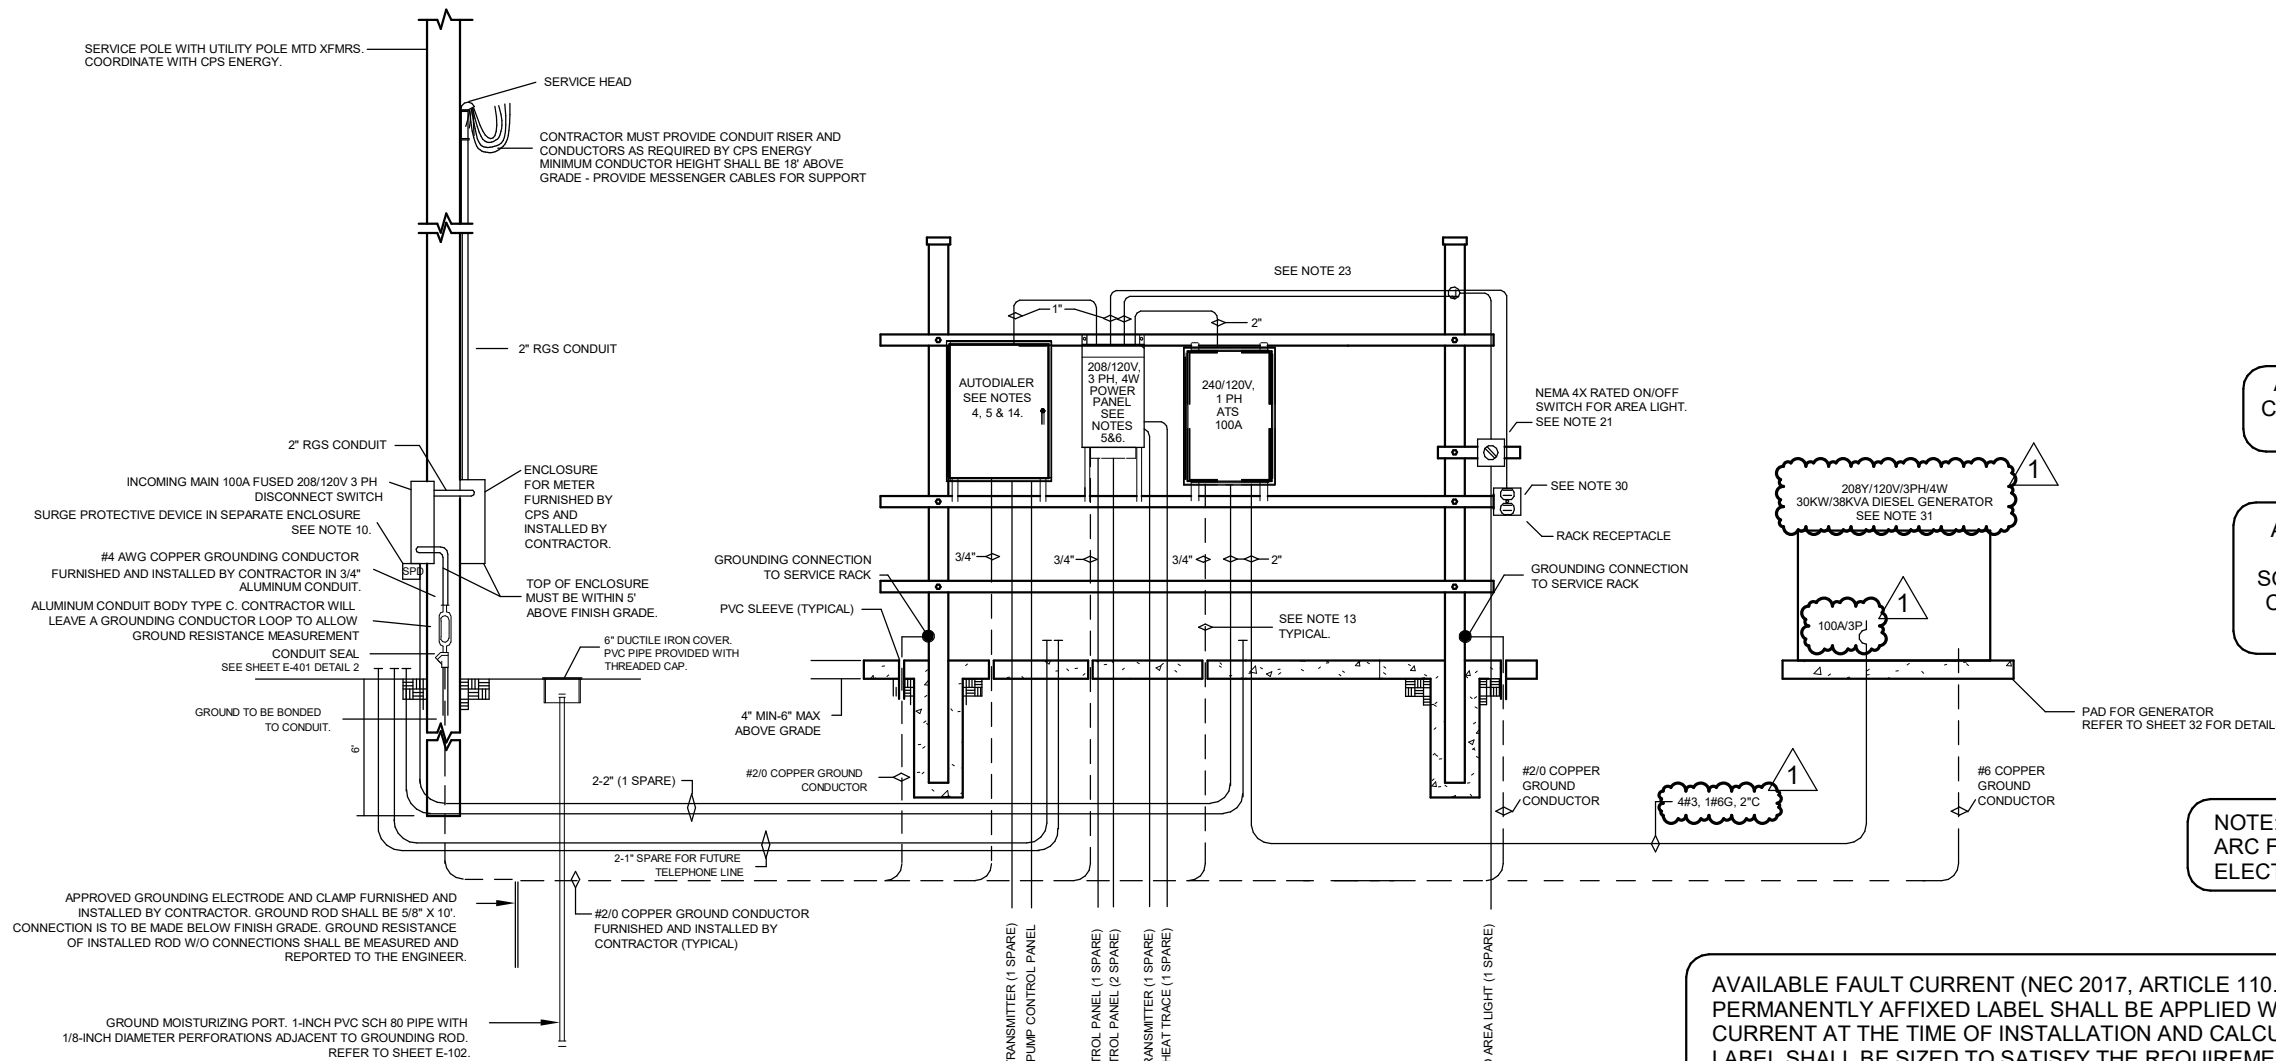 SERVICE POLE WITH UTILITY POLE MTD XFMRS.
COORDINATE WITH CPS ENERGY.
SERVICE HEAD
CONTRACTOR MUST PROVIDE CONDUIT RISER AND
CONDUCTORS AS REQUIRED BY CPS ENERGY
MINIMUM CONDUCTOR HEIGHT SHALL BE 18' ABOVE
GRADE - PROVIDE MESSENGER CABLES FOR SUPPORT
2" RGS CONDUIT
2" RGS CONDUIT
INCOMING MAIN 100A FUSED 208/120V 3 PH
DISCONNECT SWITCH
SURGE PROTECTIVE DEVICE IN SEPARATE ENCLOSURE
SEE NOTE 10.
SPD
#4 AWG COPPER GROUNDING CONDUCTOR
FURNISHED AND INSTALLED BY CONTRACTOR IN 3/4"
ALUMINUM CONDUIT.
ALUMINUM CONDUIT BODY TYPE C. CONTRACTOR WILL
LEAVE A GROUNDING CONDUCTOR LOOP TO ALLOW
GROUND RESISTANCE MEASUREMENT
CONDUIT SEAL
SEE SHEET E-401 DETAIL 2
GROUND TO BE BONDED
TO CONDUIT.
6'
ENCLOSURE
FOR METER
FURNISHED BY
CPS AND
INSTALLED BY
CONTRACTOR.
TOP OF ENCLOSURE
MUST BE WITHIN 5'
ABOVE FINISH GRADE.
6" DUCTILE IRON COVER.
PVC PIPE PROVIDED WITH
THREADED CAP.
2-2" (1 SPARE)
2-1" SPARE FOR FUTURE
TELEPHONE LINE
APPROVED GROUNDING ELECTRODE AND CLAMP FURNISHED AND
INSTALLED BY CONTRACTOR. GROUND ROD SHALL BE 5/8" X 10'.
CONNECTION IS TO BE MADE BELOW FINISH GRADE. GROUND RESISTANCE
OF INSTALLED ROD W/O CONNECTIONS SHALL BE MEASURED AND
REPORTED TO THE ENGINEER.
#2/0 COPPER GROUND CONDUCTOR
FURNISHED AND INSTALLED BY
CONTRACTOR (TYPICAL)
GROUND MOISTURIZING PORT. 1-INCH PVC SCH 80 PIPE WITH
1/8-INCH DIAMETER PERFORATIONS ADJACENT TO GROUNDING ROD.
REFER TO SHEET E-102.
SEE NOTE 23
1"
2"
AUTODIALER
SEE NOTES
4, 5 & 14.
208/120V,
3 PH, 4W
POWER
PANEL
SEE
NOTES
5&6.
240/120V,
1 PH
ATS
100A
NEMA 4X RATED ON/OFF
SWITCH FOR AREA LIGHT.
SEE NOTE 21
SEE NOTE 30
RACK RECEPTACLE
3/4"
3/4"
3/4"
2"
GROUNDING CONNECTION
TO SERVICE RACK
PVC SLEEVE (TYPICAL)
GROUNDING CONNECTION
TO SERVICE RACK
SEE NOTE 13
TYPICAL.
4" MIN-6" MAX
ABOVE GRADE
#2/0 COPPER GROUND
CONDUCTOR
#2/0 COPPER
GROUND
CONDUCTOR
TRANSMITTER (1 SPARE)
PUMP CONTROL PANEL
TROL PANEL (1 SPARE)
TROL PANEL (2 SPARE)
RANSMITTER (1 SPARE)
HEAT TRACE (1 SPARE)
AREA LIGHT (1 SPARE)
208Y/120V/3PH/4W
30KW/38KVA DIESEL GENERATOR
SEE NOTE 31
1
100A/3P
1
4#3, 1#6G, 2"C
1
PAD FOR GENERATOR
REFER TO SHEET 32 FOR DETAIL
#6 COPPER
GROUND
CONDUCTOR
C
A
SC
C
NOTE:
ARC F
ELECT
AVAILABLE FAULT CURRENT (NEC 2017, ARTICLE 110.
PERMANENTLY AFFIXED LABEL SHALL BE APPLIED W
CURRENT AT THE TIME OF INSTALLATION AND CALCU
LABEL SHALL BE SIZED TO SATISFY THE REQUIREME